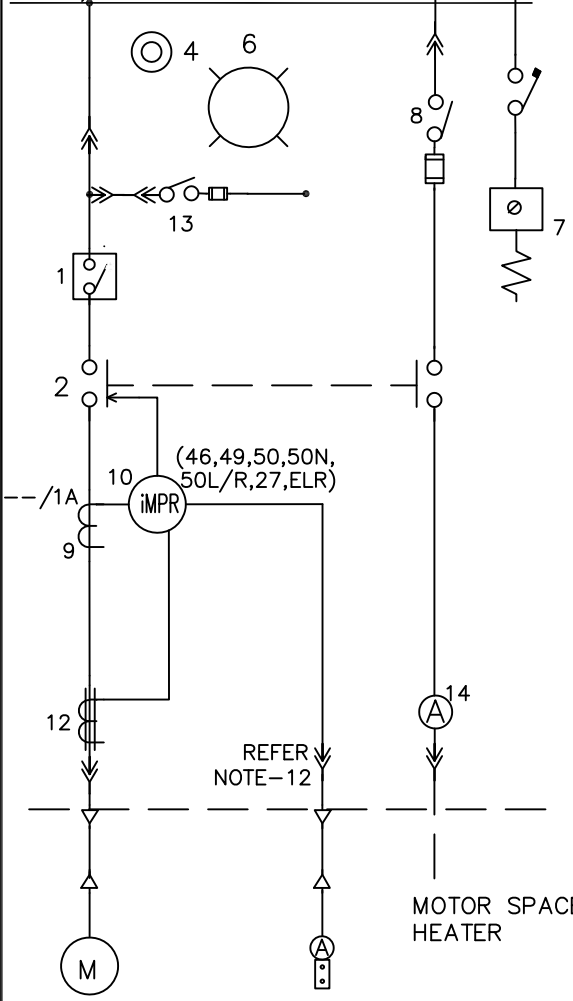 4
6
8
13
7
1
2
10
(46,49,50,50N,
50L/R,27,ELR)
--/1A
iMPR
9
14
A
12
REFER
NOTE-12
MOTOR SPACE
HEATER
A
M